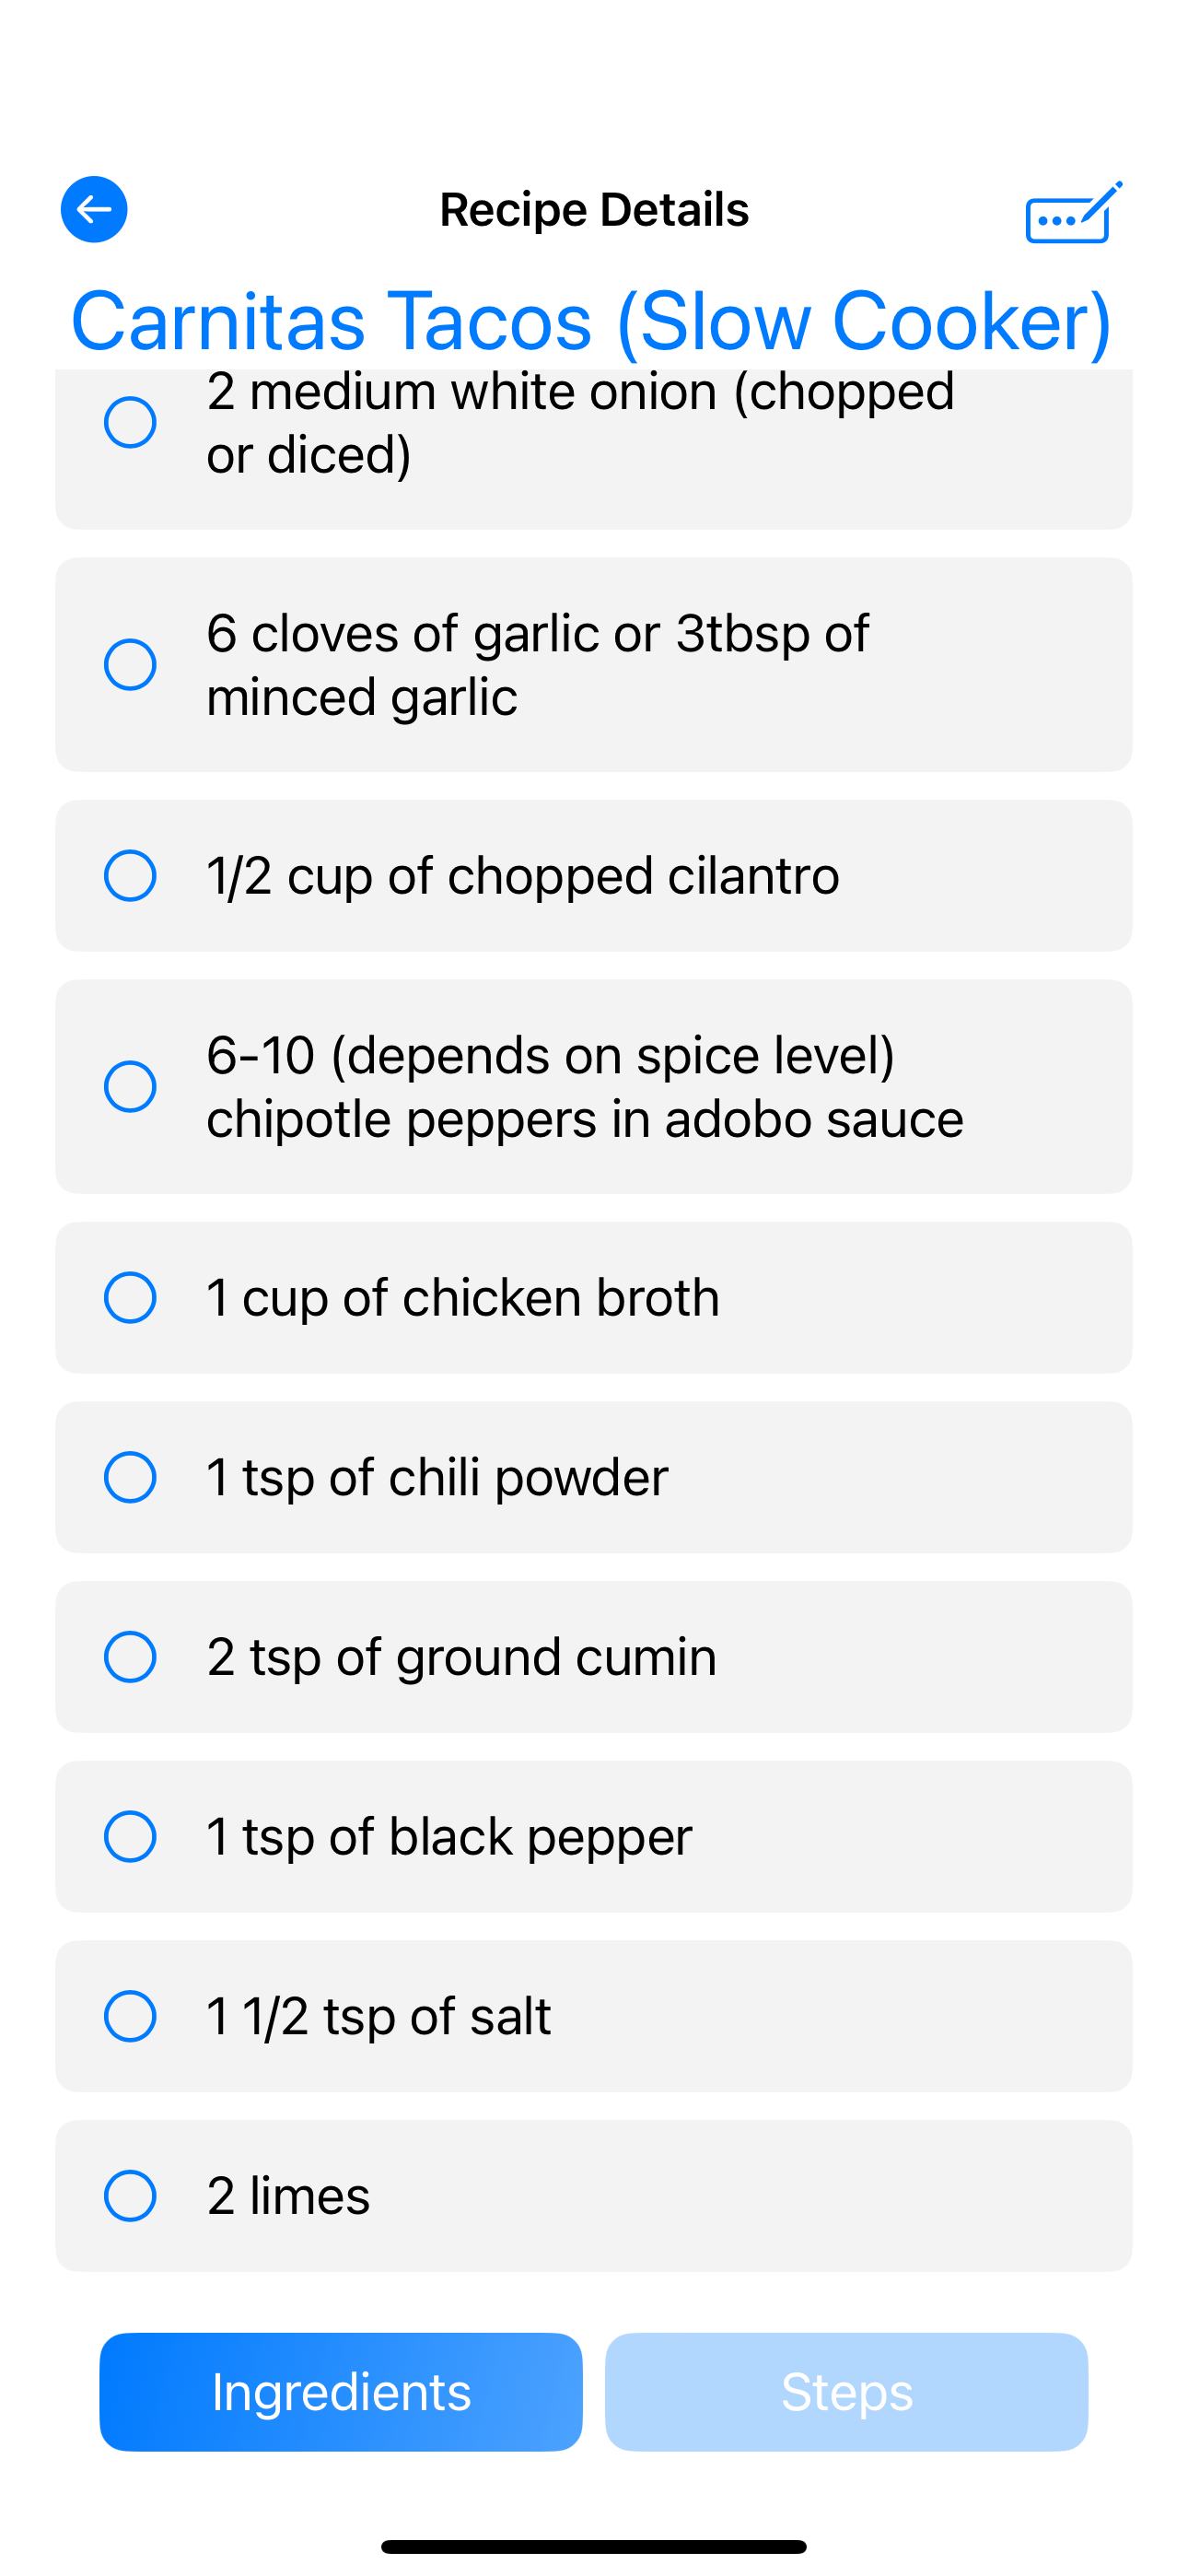 Recipe Details
Carnitas Tacos (Slow Cooker)
2 medium white onion (chopped
or diced)
6 cloves of garlic or 3tbsp of
minced garlic
1/2 cup of chopped cilantro
6-10 (depends on spice level)
chipotle peppers in adobo sauce
1 cup of chicken broth
1 tsp of chili powder
2 tsp of ground cumin
1 tsp of black pepper
1 1/2 tsp of salt
2 limes
Ingredients
Steps